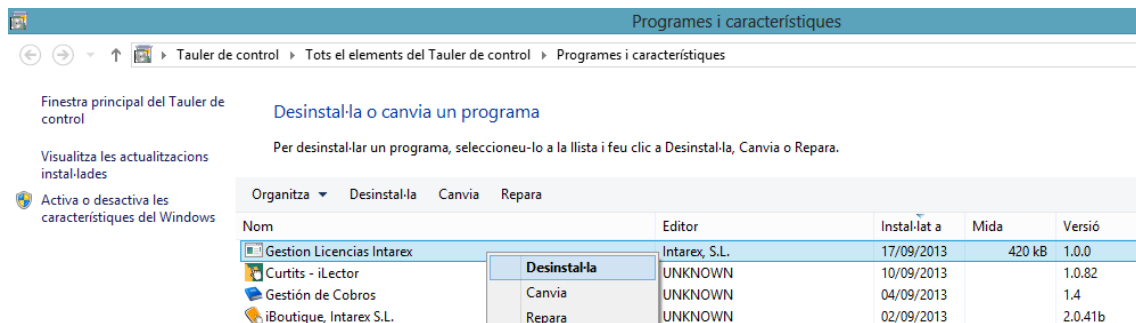 Programes i característiques
Tauler de control Tots el elements del Tauler de control Programes i característiques
Finestra principal del Tauler de
control
Visualitza les actualitzacions
instal·lades
Activa o desactiva les
característiques del Windows
Desinstal·la o canvia un programa
Per desinstal·lar un programa, seleccioneu-lo a la llista i feu clic a Desinstal·la, Canvia o Repara.
Organitza Desinstal·la Canvia Repara
Nom Editor Instal·lat a Mida Versió
Gestion Licencias Intarex Intarex, S.L. 17/09/2013 420 kB 1.0.0
Curtits - iLector UNKNOWN 10/09/2013 1.0.82
Gestión de Cobros UNKNOWN 04/09/2013 1.4
iBoutique, Intarex S.L. UNKNOWN 02/09/2013 2.0.41b
Desinstal·la
Canvia
Repara